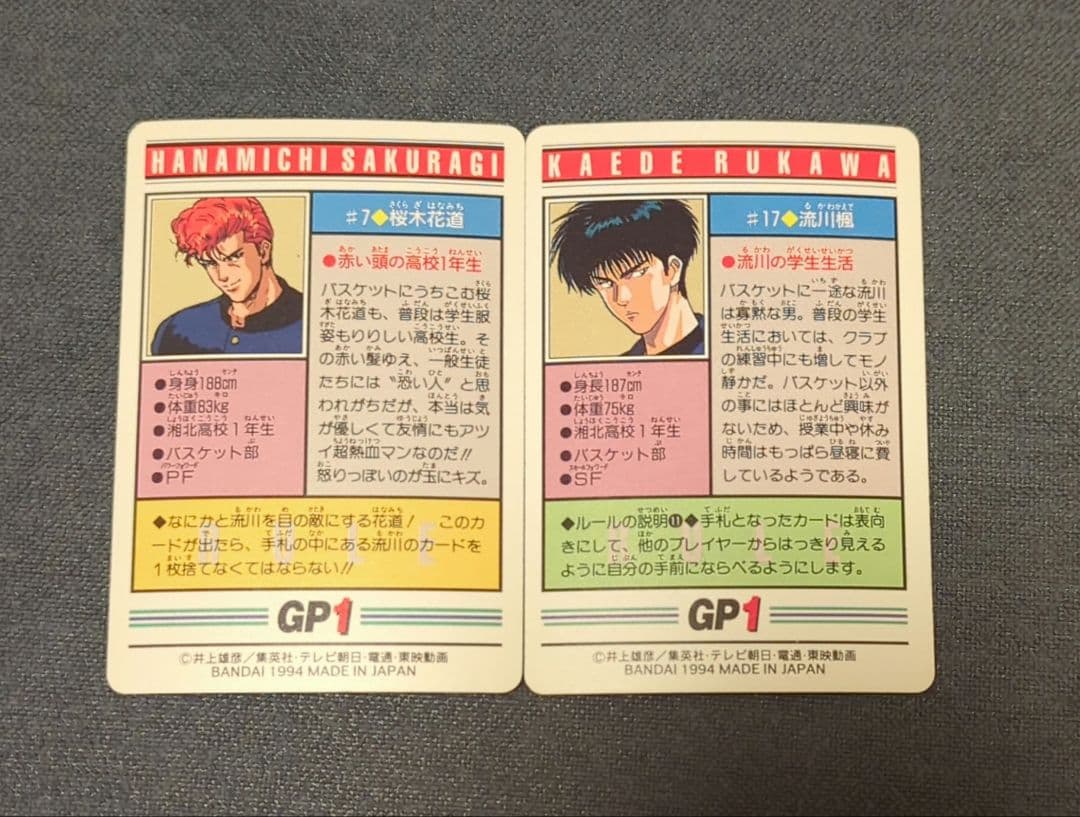 HANAMICHI SAKURAGI
♯7◆桜木花道
●赤い頭の高校1年生
バスケットにうちこむ桜
木花道も、普段は学生服
姿もりりしい高校生。そ
の赤い髪ゆえ、一般生徒
たちには〝恐い人〟と思
われがちだが、本当は気
が優しくて友情にもアツ
イ超熱血マンなのだ!!
怒りっぽいのが玉にキズ。
●身身188cm
●体重83kg
●湘北高校1年生
●バスケット部
●PF
RULE
◆なにかと流川を目の敵にする花道! このカ
ードが出たら、手札の中にある流川のカードを
1枚捨てなくてはならない!!
GP1
©井上雄彦/集英社・テレビ朝日・電通・東映動画
BANDAI 1994 MADE IN JAPAN
KAEDE RUKAWA
♯17◆流川楓
●流川の学生生活
バスケットに一途な流川
は寡黙な男。普段の学生
生活においては、クラブ
の練習中にも増してモノ
静かだ。バスケット以外
の事にはほとんど興味が
ないため、授業中や休み
時間はもっぱら昼寝に費
しているようである。
●身長187cm
●体重75kg
●湘北高校1年生
●バスケット部
●SF
RULE
◆ルールの説明⓫◆手札となったカードは表向
きにして、他のプレイヤーからはっきり見える
ように自分の手前にならべるようにします。
GP1
©井上雄彦/集英社・テレビ朝日・電通・東映動画
BANDAI 1994 MADE IN JAPAN